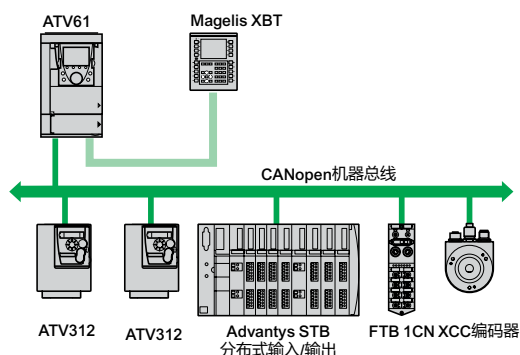 ATV61
Magelis XBT
CANopen机器总线
ATV312
ATV312
Advantys STB
分布式输入/输出
FTB 1CN XCC编码器